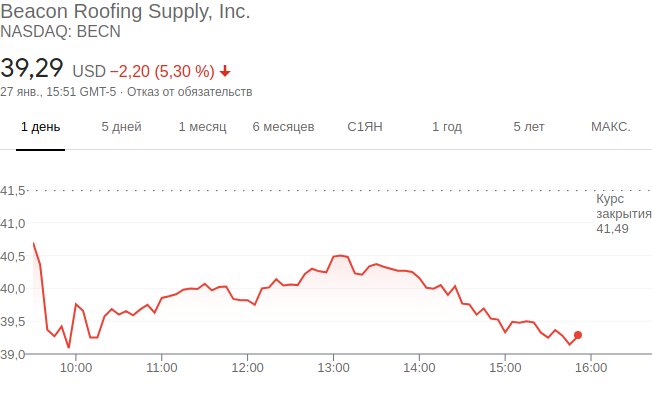 Beacon Roofing Supply, Inc.
NASDAQ: BECN
39,29 USD −2,20 (5,30 %)
27 янв., 15:51 GMT-5 · Отказ от обязательств
1 день 5 дней 1 месяц 6 месяцев С1ЯН 1 год 5 лет МАКС.
41,5
Курс
закрытия
41,49
41,0
40,5
40,0
39,5
39,0
10:00 11:00 12:00 13:00 14:00 15:00 16:00